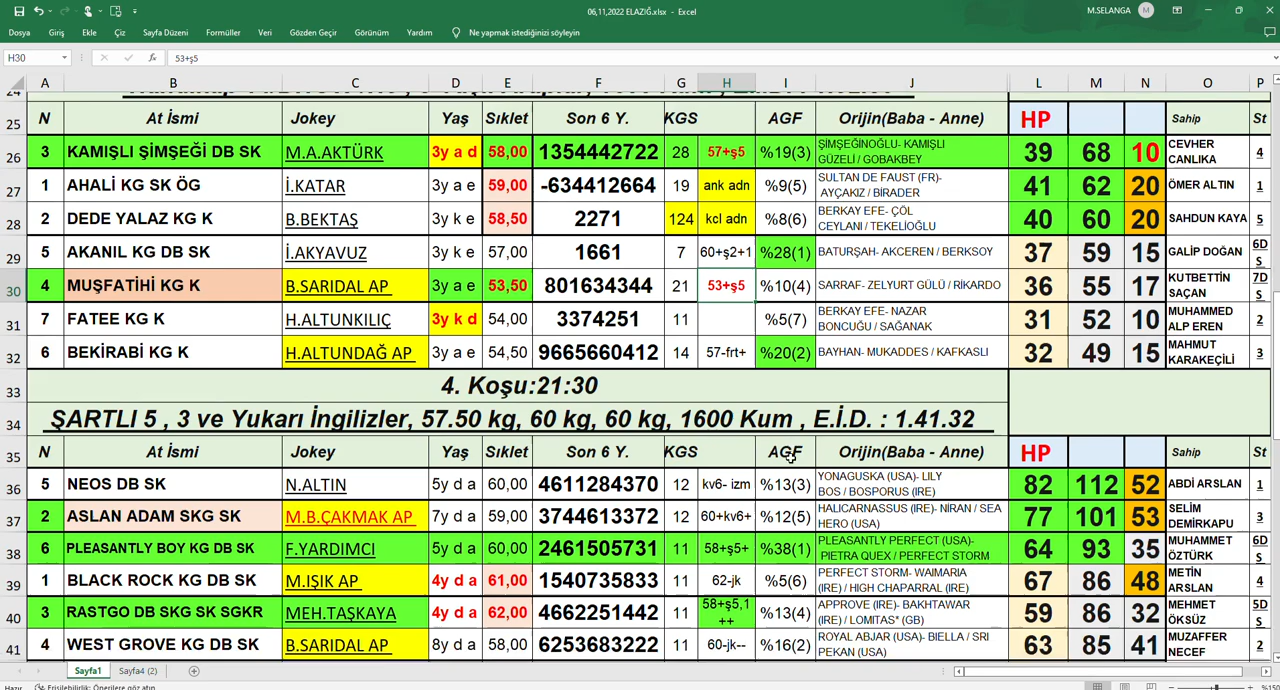 06,11,2022 ELAZIĞ.xlsx - Excel
M.SELANGA M
Dosya Giriş Ekle Çiz Sayfa Düzeni Formüller Veri Gözden Geçir Görünüm Yardım Ne yapmak istediğinizi söyleyin
H30 fx 53+ş5
A B C D E F G H I J L M N O P
25 N At İsmi Jokey Yaş Sıklet Son 6 Y. KGS AGF Orijin(Baba - Anne) HP Sahip St
26 3 KAMIŞLI ŞİMŞEĞİ DB SK M.A.AKTÜRK 3y a d 58,00 1354442722 28 57+ş5 %19(3) ŞİMŞEĞİNOĞLU- KAMIŞLI GÜZELİ / GOBAKBEY 39 68 10 CEVHER CANLIKA 4
27 1 AHALİ KG SK ÖG İ.KATAR 3y a e 59,00 -634412664 19 ank adn %9(5) SULTAN DE FAUST (FR)- AYÇAKIZ / BİRADER 41 62 20 ÖMER ALTIN 1
28 2 DEDE YALAZ KG K B.BEKTAŞ 3y k e 58,50 2271 124 kcl adn %8(6) BERKAY EFE- ÇÖL CEYLANI / TEKELİOĞLU 40 60 20 SAHDUN KAYA 5
29 5 AKANIL KG DB SK İ.AKYAVUZ 3y k e 57,00 1661 7 60+ş2+1 %28(1) BATURŞAH- AKCEREN / BERKSOY 37 59 15 GALİP DOĞAN 6D S
30 4 MUŞFATİHİ KG K B.SARIDAL AP 3y a e 53,50 801634344 21 53+ş5 %10(4) SARRAF- ZELYURT GÜLÜ / RİKARDO 36 55 17 KUTBETTİN SAÇAN 7D S
31 7 FATEE KG K H.ALTUNKILIÇ 3y k d 54,00 3374251 11 %5(7) BERKAY EFE- NAZAR BONCUĞU / SAĞANAK 31 52 10 MUHAMMED ALP EREN 2
32 6 BEKİRABİ KG K H.ALTUNDAĞ AP 3y a e 54,50 9665660412 14 57-frt+ %20(2) BAYHAN- MUKADDES / KAFKASLI 32 49 15 MAHMUT KARAKEÇİLİ 3
33 4. Koşu:21:30
34 ŞARTLI 5 , 3 ve Yukarı İngilizler, 57.50 kg, 60 kg, 60 kg, 1600 Kum , E.İ.D. : 1.41.32
35 N At İsmi Jokey Yaş Sıklet Son 6 Y. KGS AGF Orijin(Baba - Anne) HP Sahip St
36 5 NEOS DB SK N.ALTIN 5y d a 60,00 4611284370 12 kv6- izm %13(3) YONAGUSKA (USA)- LILY BOS / BOSPORUS (IRE) 82 112 52 ABDİ ARSLAN 1
37 2 ASLAN ADAM SKG SK M.B.ÇAKMAK AP 7y d a 59,00 3744613372 12 60+kv6+ %12(5) HALICARNASSUS (IRE)- NİRAN / SEA HERO (USA) 77 101 53 SELİM DEMİRKAPU 3
38 6 PLEASANTLY BOY KG DB SK F.YARDIMCI 5y d a 60,00 2461505731 11 58+ş5+ %38(1) PLEASANTLY PERFECT (USA)- PIETRA QUEX / PERFECT STORM 64 93 35 MUHAMMET ÖZTÜRK 6D S
39 1 BLACK ROCK KG DB SK M.IŞIK AP 4y d a 61,00 1540735833 11 62-jk %5(6) PERFECT STORM- WAIMARIA (IRE) / HIGH CHAPARRAL (IRE) 67 86 48 METİN ARSLAN 4
40 3 RASTGO DB SKG SK SGKR MEH.TAŞKAYA 4y d a 62,00 4662251442 11 58+ş5,1 ++ %13(4) APPROVE (IRE)- BAKHTAWAR (IRE) / LOMITAS* (GB) 59 86 32 MEHMET ÖKSÜZ 5D S
41 4 WEST GROVE KG DB SK B.SARIDAL AP 8y d a 58,00 6253683222 11 60-jk-- %16(2) ROYAL ABJAR (USA)- BIELLA / SRI PEKAN (USA) 63 85 41 MUZAFFER NECEF 2
Sayfa1 Sayfa4 (2)